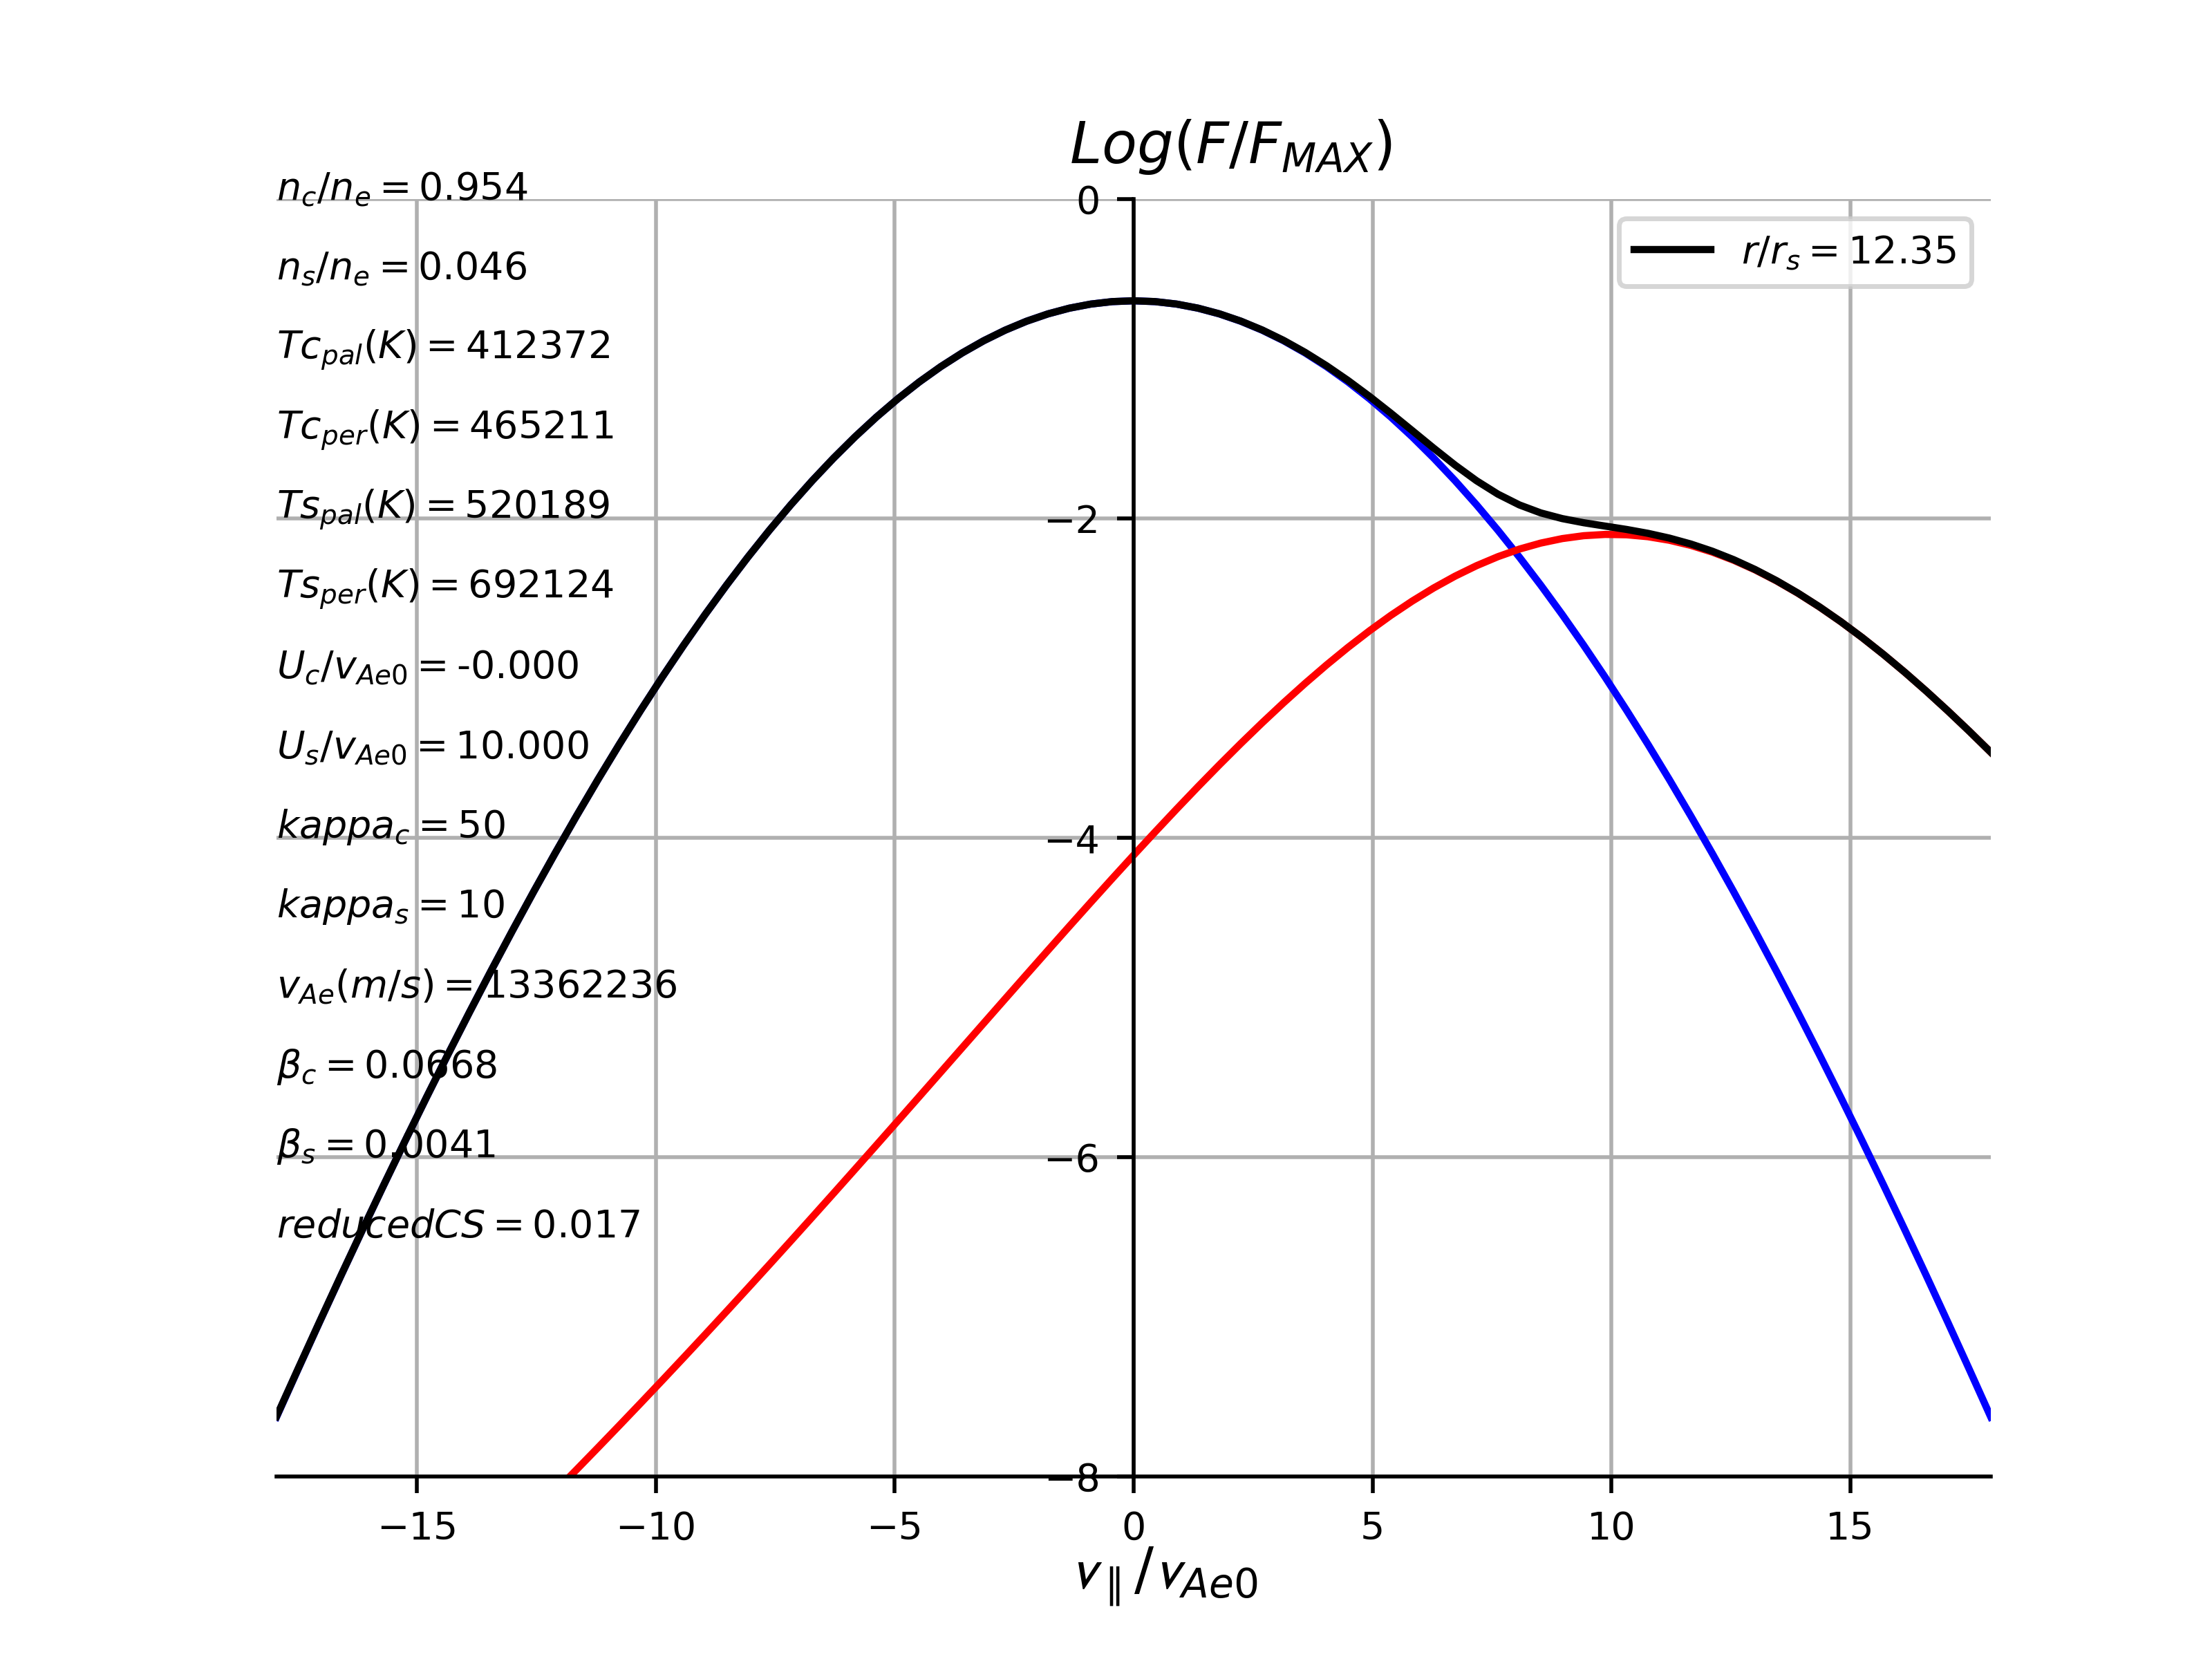 Log(F/F_MAX)
n_c/n_e = 0.954
n_s/n_e = 0.046
Tc_pal(K) = 412372
Tc_per(K) = 465211
Ts_pal(K) = 520189
Ts_per(K) = 692124
U_c/v_Ae0 = -0.000
U_s/v_Ae0 = 10.000
kappa_c = 50
kappa_s = 10
v_Ae(m/s) = 13362236
β_c = 0.0668
β_s = 0.0041
reducedCS = 0.017
r/r_s = 12.35
0
−2
−4
−6
−8
−15 −10 −5 0 5 10 15
v_∥/v_Ae0